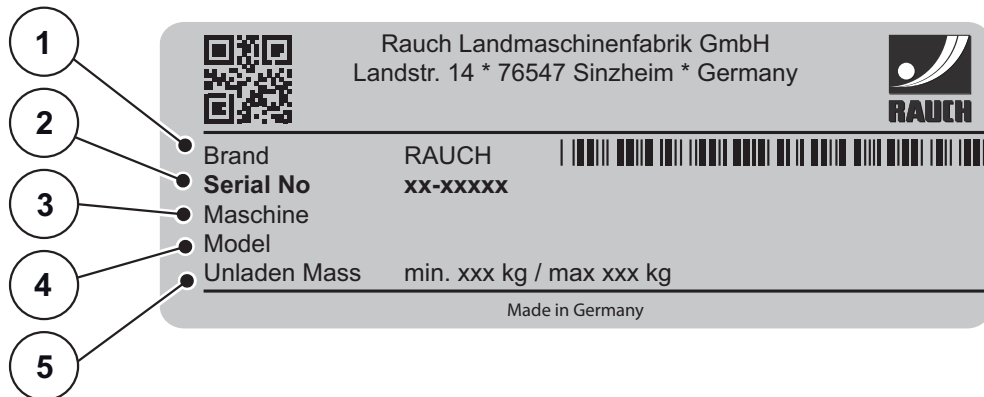 1
2
3
4
5
Rauch Landmaschinenfabrik GmbH
Landstr. 14 * 76547 Sinzheim * Germany
RAUCH
Brand RAUCH
Serial No xx-xxxxx
Maschine
Model
Unladen Mass min. xxx kg / max xxx kg
Made in Germany